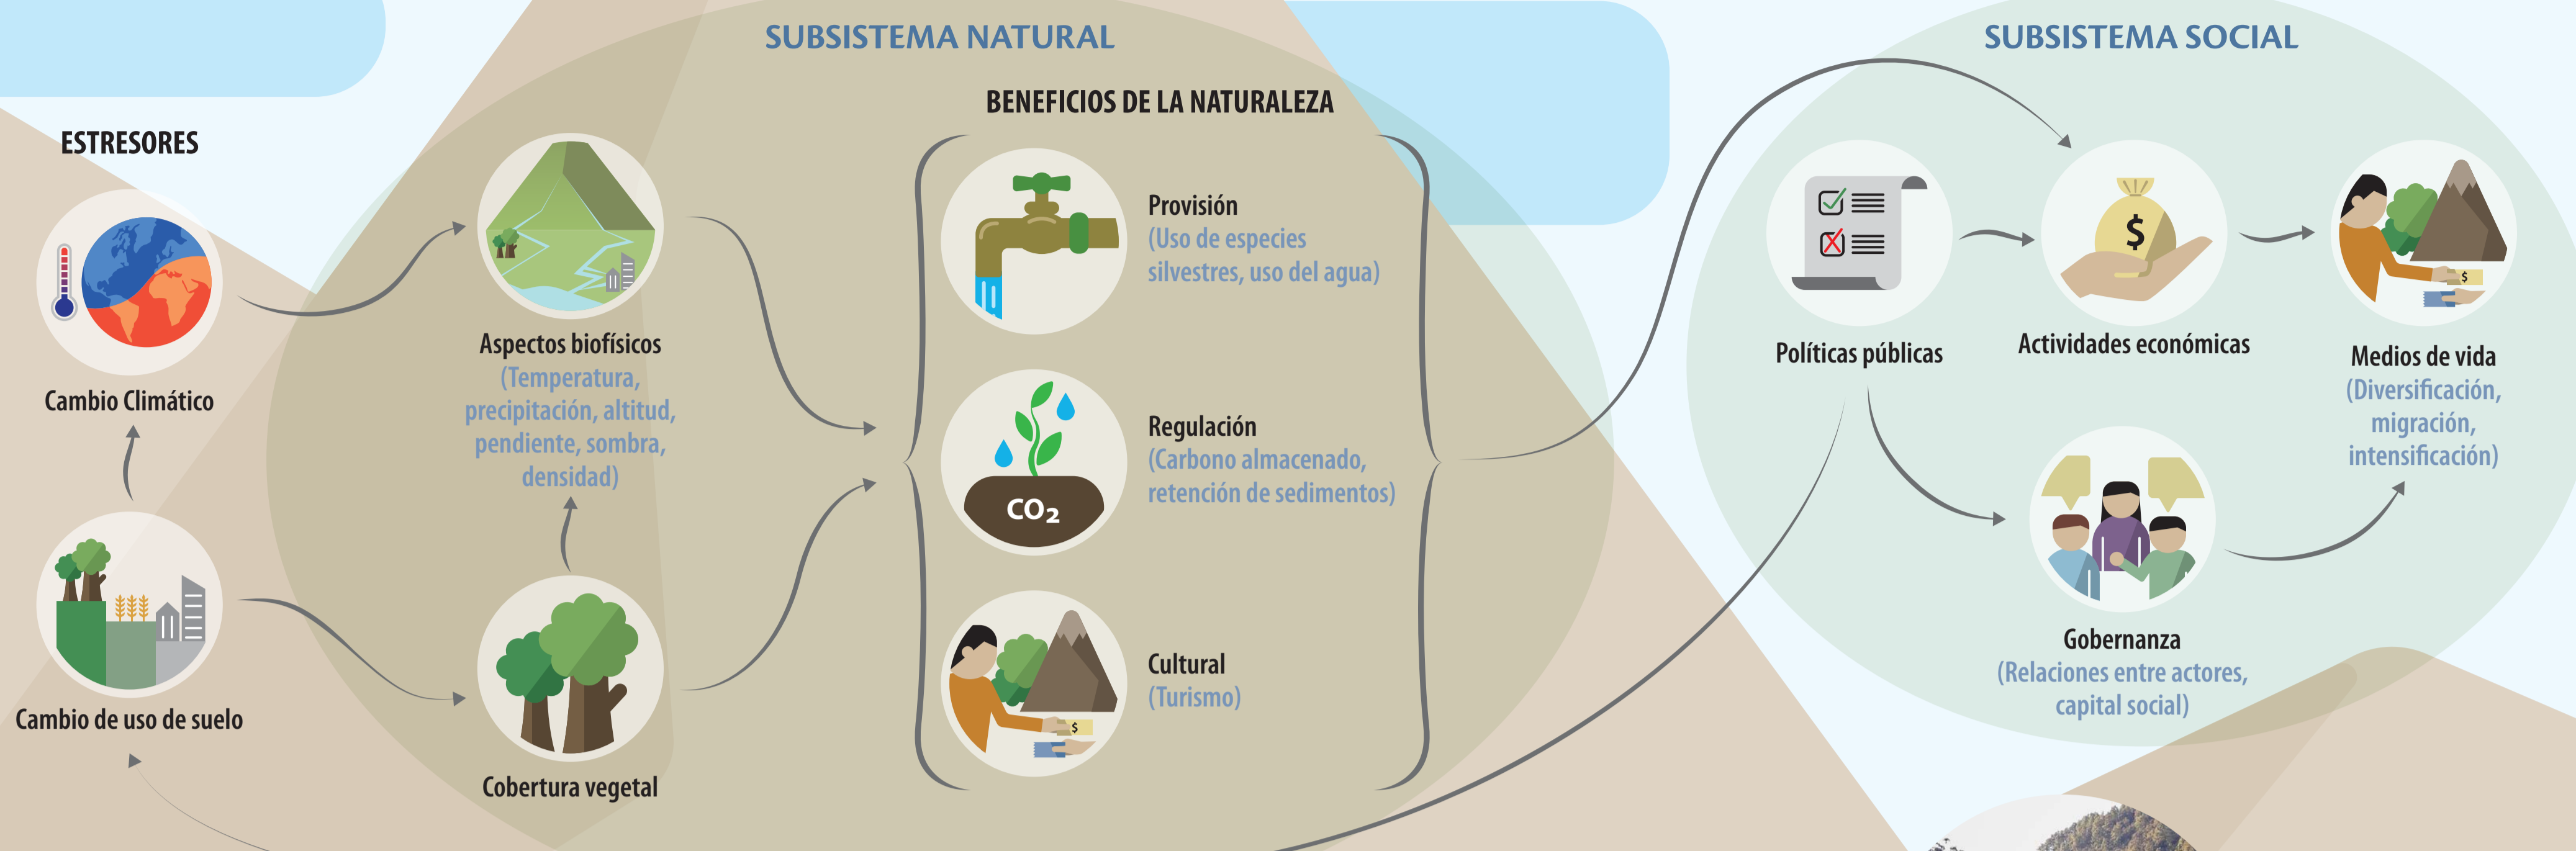 SUBSISTEMA NATURAL
SUBSISTEMA SOCIAL
BENEFICIOS DE LA NATURALEZA
ESTRESORES
Cambio Climático
Cambio de uso de suelo
Aspectos biofísicos
(Temperatura,
precipitación, altitud,
pendiente, sombra,
densidad)
Cobertura vegetal
Provisión
(Uso de especies
silvestres, uso del agua)
CO2
Regulación
(Carbono almacenado,
retención de sedimentos)
$
Cultural
(Turismo)
Políticas públicas
$
Actividades económicas
$
Medios de vida
(Diversificación,
migración,
intensificación)
Gobernanza
(Relaciones entre actores,
capital social)